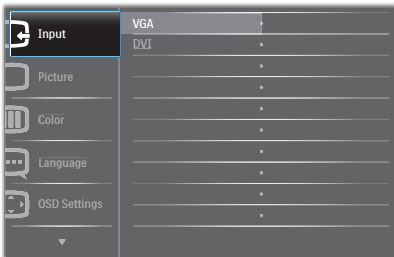 Input
VGA
DVI
Picture
Color
Language
OSD Settings